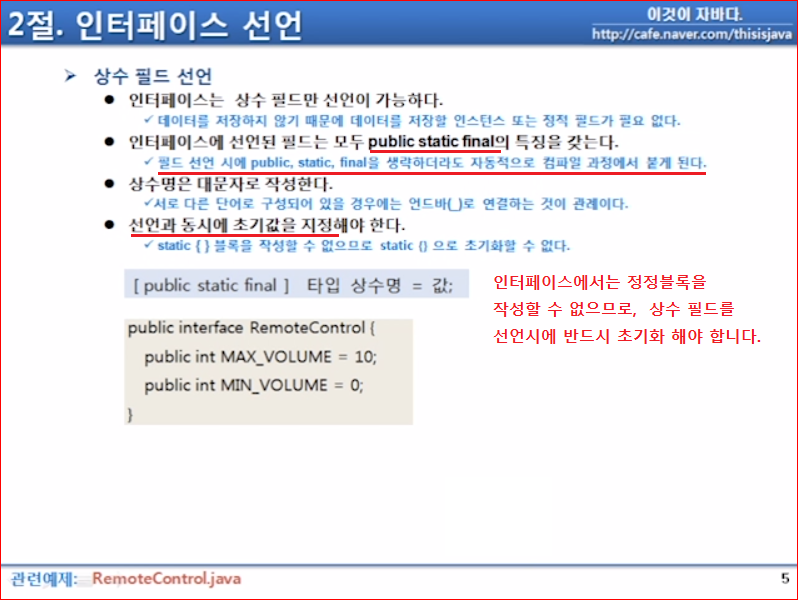 2절. 인터페이스 선언
이것이 자바다.
http://cafe.naver.com/thisisjava
➤ 상수 필드 선언
● 인터페이스는 상수 필드만 선언이 가능하다.
✓데이터를 저장하지 않기 때문에 데이터를 저장할 인스턴스 또는 정적 필드가 필요 없다.
● 인터페이스에 선언된 필드는 모두 public static final의 특징을 갖는다.
✓ 필드 선언 시에 public, static, final을 생략하더라도 자동적으로 컴파일 과정에서 붙게 된다.
● 상수명은 대문자로 작성한다.
✓서로 다른 단어로 구성되어 있을 경우에는 언드바(_)로 연결하는 것이 관례이다.
● 선언과 동시에 초기값을 지정해야 한다.
✓ static { } 블록을 작성할 수 없으므로 static {} 으로 초기화할 수 없다.
[ public static final ] 타입 상수명 = 값;
인터페이스에서는 정정블록을
작성할 수 없으므로, 상수 필드를
선언시에 반드시 초기화 해야 합니다.
public interface RemoteControl {
public int MAX_VOLUME = 10;
public int MIN_VOLUME = 0;
}
관련예제: RemoteControl.java
5